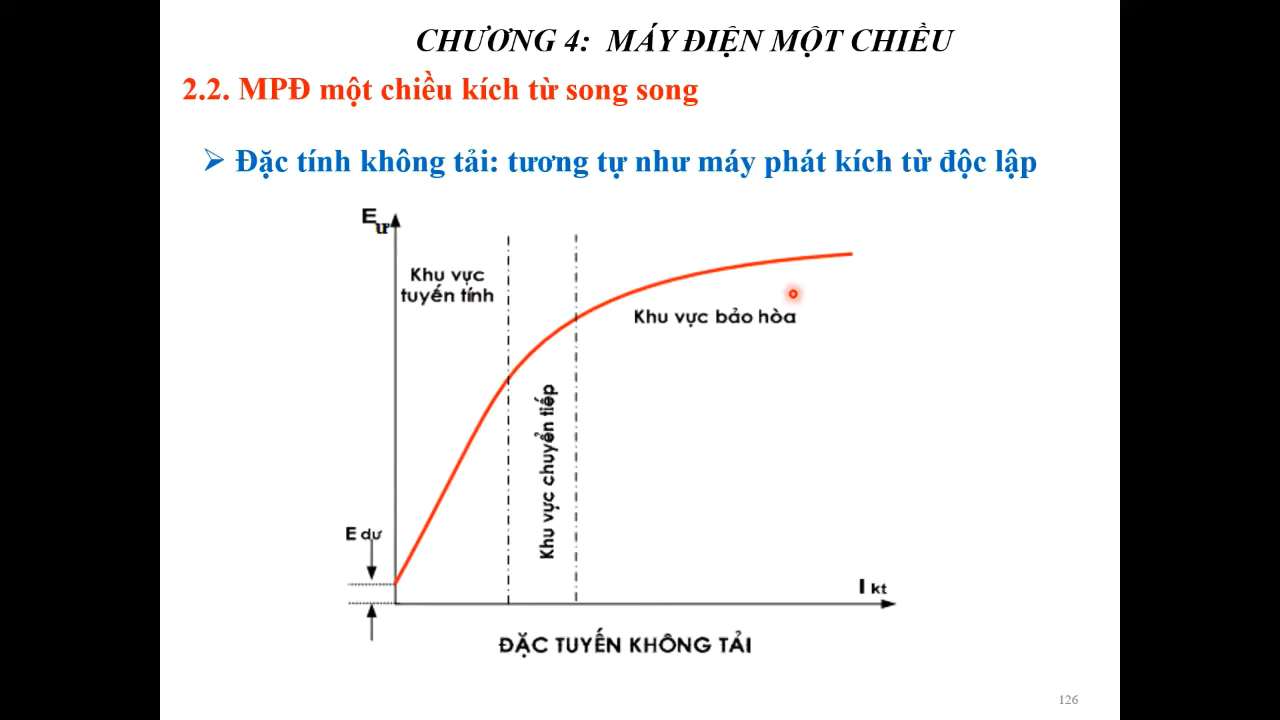 CHƯƠNG 4: MÁY ĐIỆN MỘT CHIỀU
2.2. MPĐ một chiều kích từ song song
Đặc tính không tải: tương tự như máy phát kích từ độc lập
Eư
Khu vực
tuyến tính
Khu vực bảo hòa
Khu vực chuyển tiếp
E dư
I kt
ĐẶC TUYẾN KHÔNG TẢI
126